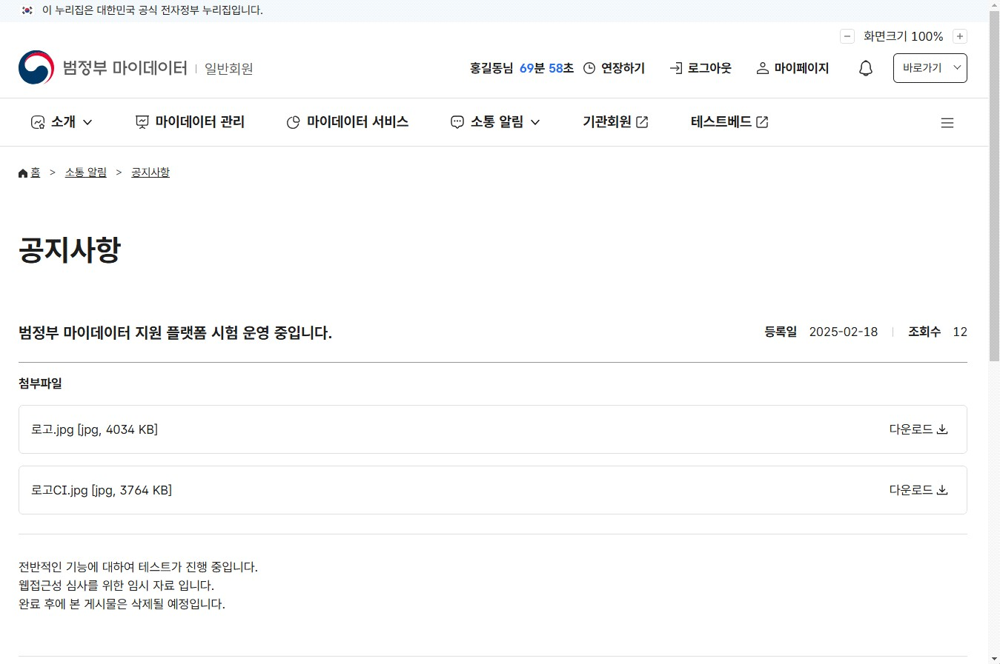 이 누리집은 대한민국 공식 전자정부 누리집입니다.
화면크기 100%
범정부 마이데이터 | 일반회원
홍길동님 69분 58초 연장하기 로그아웃 마이페이지 바로가기
소개 마이데이터 관리 마이데이터 서비스 소통 알림 기관회원 테스트베드
홈 > 소통 알림 > 공지사항
공지사항
범정부 마이데이터 지원 플랫폼 시험 운영 중입니다. 등록일 2025-02-18 | 조회수 12
첨부파일
로고.jpg [jpg, 4034 KB] 다운로드
로고CI.jpg [jpg, 3764 KB] 다운로드
전반적인 기능에 대하여 테스트가 진행 중입니다.
웹접근성 심사를 위한 임시 자료 입니다.
완료 후에 본 게시물은 삭제될 예정입니다.